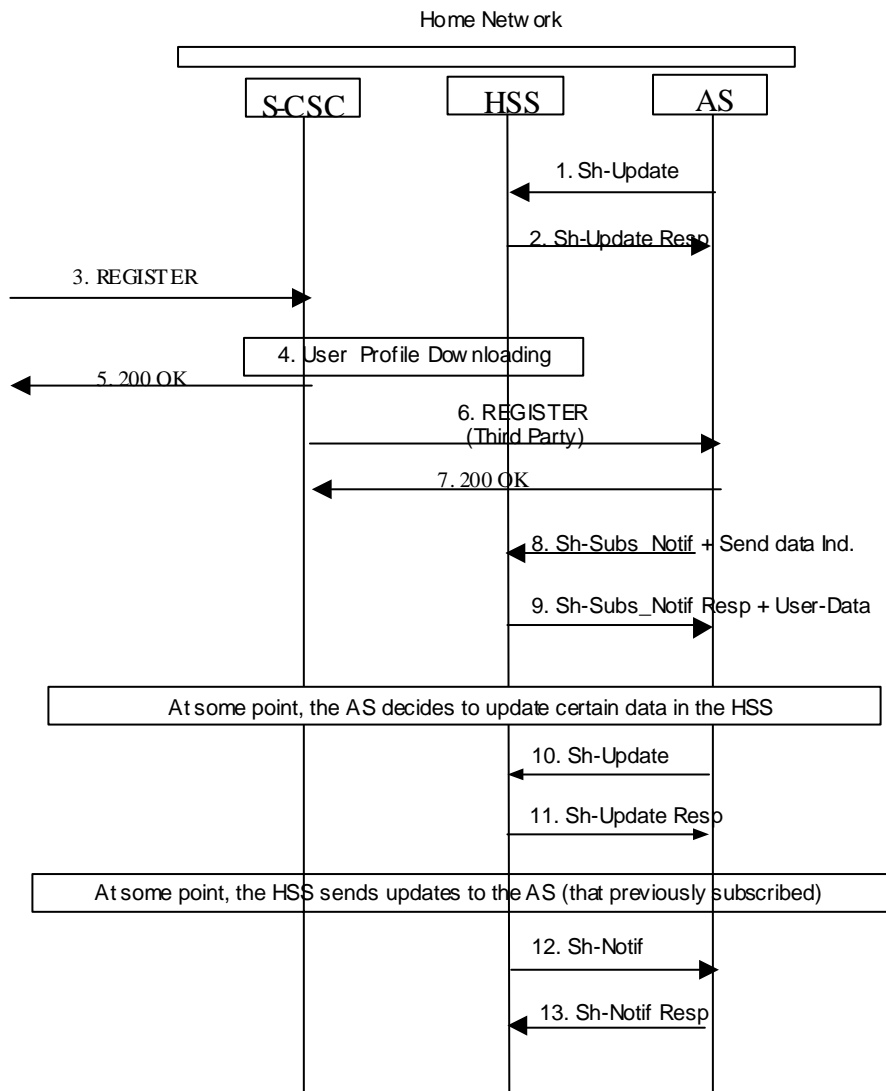 Home Network
S-CSC
HSS
AS
1. Sh-Update
2. Sh-Update Resp
3. REGISTER
4. User Profile Downloading
5. 200 OK
6. REGISTER
(Third Party)
7. 200 OK
8. Sh-Subs_Notif + Send data Ind.
9. Sh-Subs_Notif Resp + User-Data
At some point, the AS decides to update certain data in the HSS
10. Sh-Update
11. Sh-Update Resp
At some point, the HSS sends updates to the AS (that previously subscribed)
12. Sh-Notif
13. Sh-Notif Resp